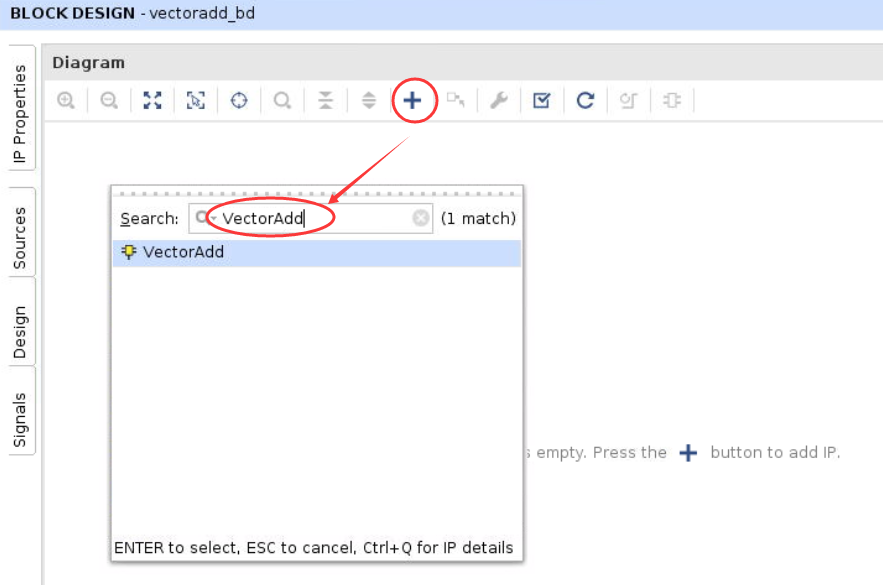 BLOCK DESIGN - vectoradd_bd
Diagram
IP Properties
Sources
Design
Signals
Search: VectorAdd (1 match)
VectorAdd
empty. Press the + button to add IP.
ENTER to select, ESC to cancel, Ctrl+Q for IP details